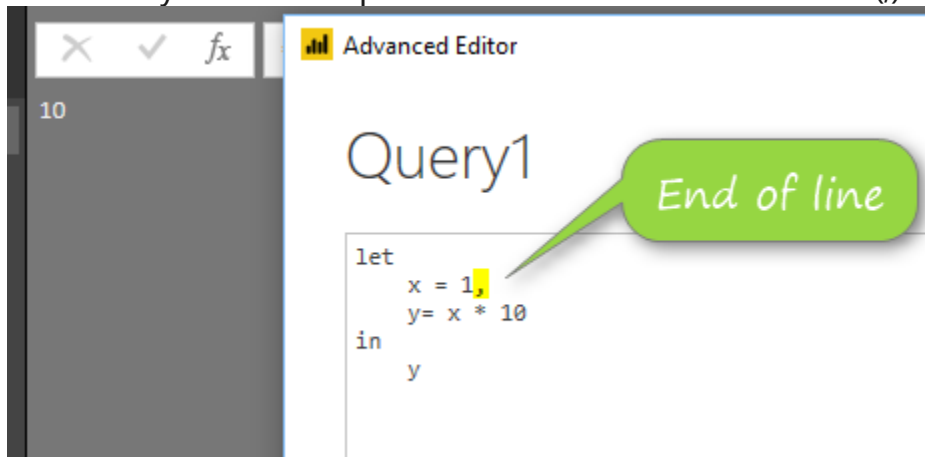 fx
Advanced Editor
10
Query1
End of line
let
x = 1,
y= x * 10
in
y